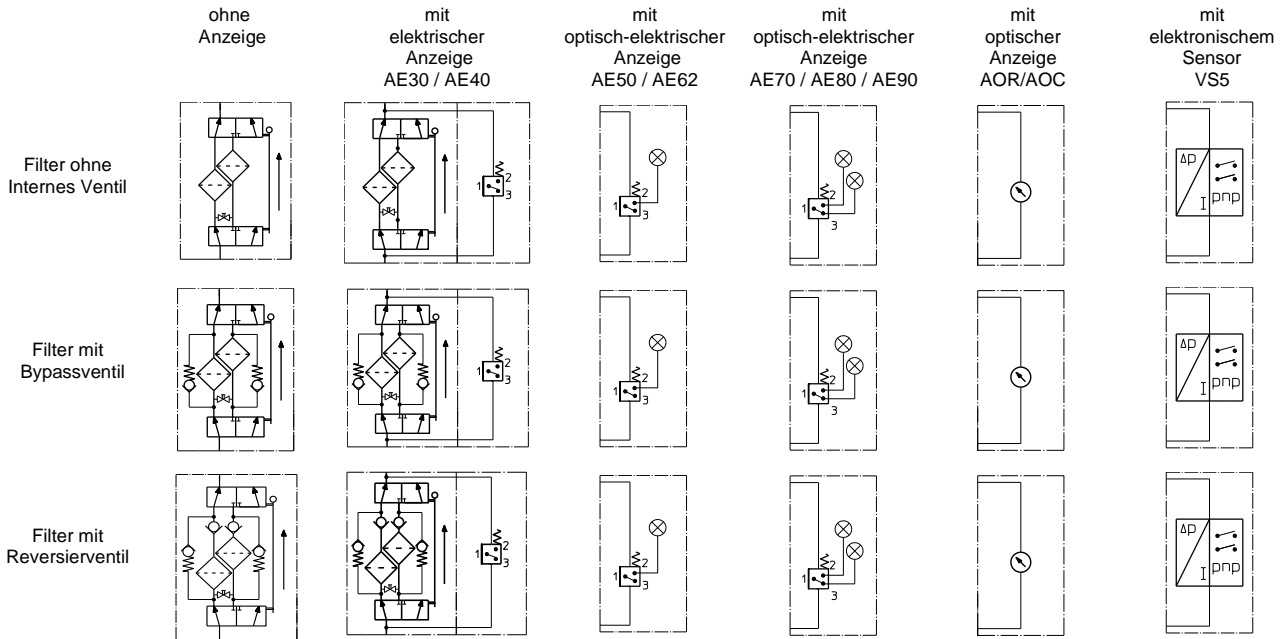 ohne
Anzeige
mit
elektrischer
Anzeige
AE30 / AE40
mit
optisch-elektrischer
Anzeige
AE50 / AE62
mit
optisch-elektrischer
Anzeige
AE70 / AE80 / AE90
mit
optischer
Anzeige
AOR/AOC
mit
elektronischem
Sensor
VS5
Filter ohne
Internes Ventil
1 2
3
1 2
3
1 2
3
Δp
I pnp
Filter mit
Bypassventil
1 2
3
1 2
3
1 2
3
Δp
I pnp
Filter mit
Reversierventil
1 2
3
1 2
3
1 2
3
Δp
I pnp